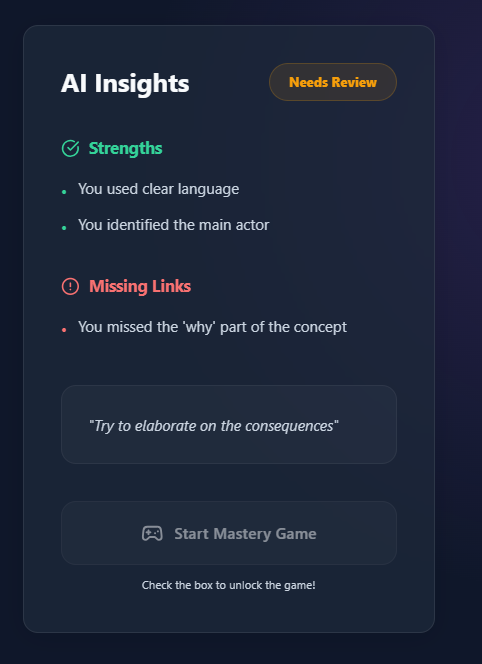 AI Insights
Needs Review
Strengths
• You used clear language
• You identified the main actor
Missing Links
• You missed the 'why' part of the concept
"Try to elaborate on the consequences"
Start Mastery Game
Check the box to unlock the game!